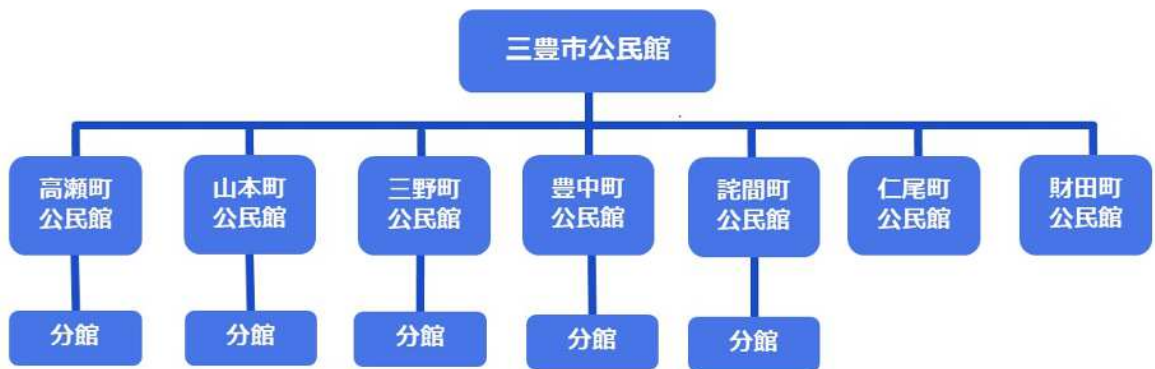 三豊市公民館
高瀬町
公民館
山本町
公民館
三野町
公民館
豊中町
公民館
詫間町
公民館
仁尾町
公民館
財田町
公民館
分館
分館
分館
分館
分館